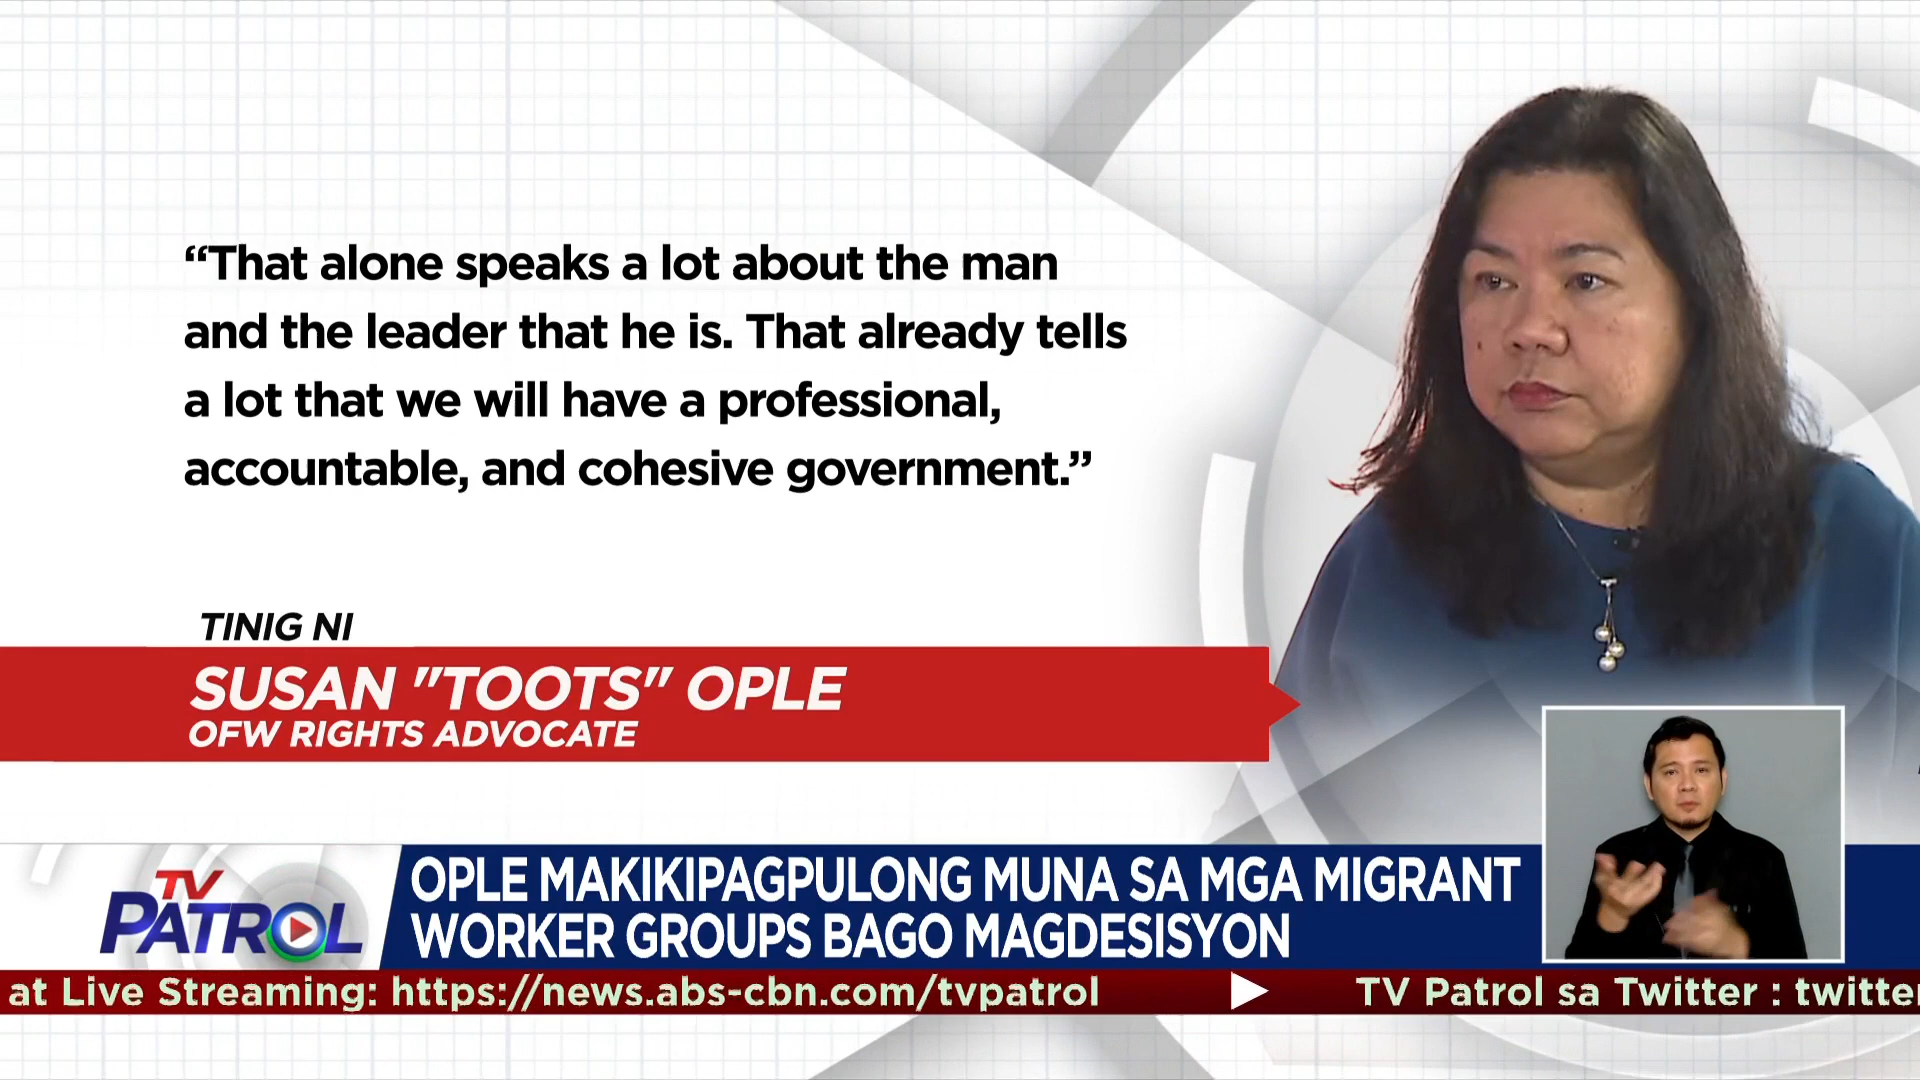 “That alone speaks a lot about the man
and the leader that he is. That already tells
a lot that we will have a professional,
accountable, and cohesive government.”
TINIG NI
SUSAN "TOOTS" OPLE
OFW RIGHTS ADVOCATE
TV PATROL
OPLE MAKIKIPAGPULONG MUNA SA MGA MIGRANT
WORKER GROUPS BAGO MAGDESISYON
at Live Streaming: https://news.abs-cbn.com/tvpatrol TV Patrol sa Twitter : twitter